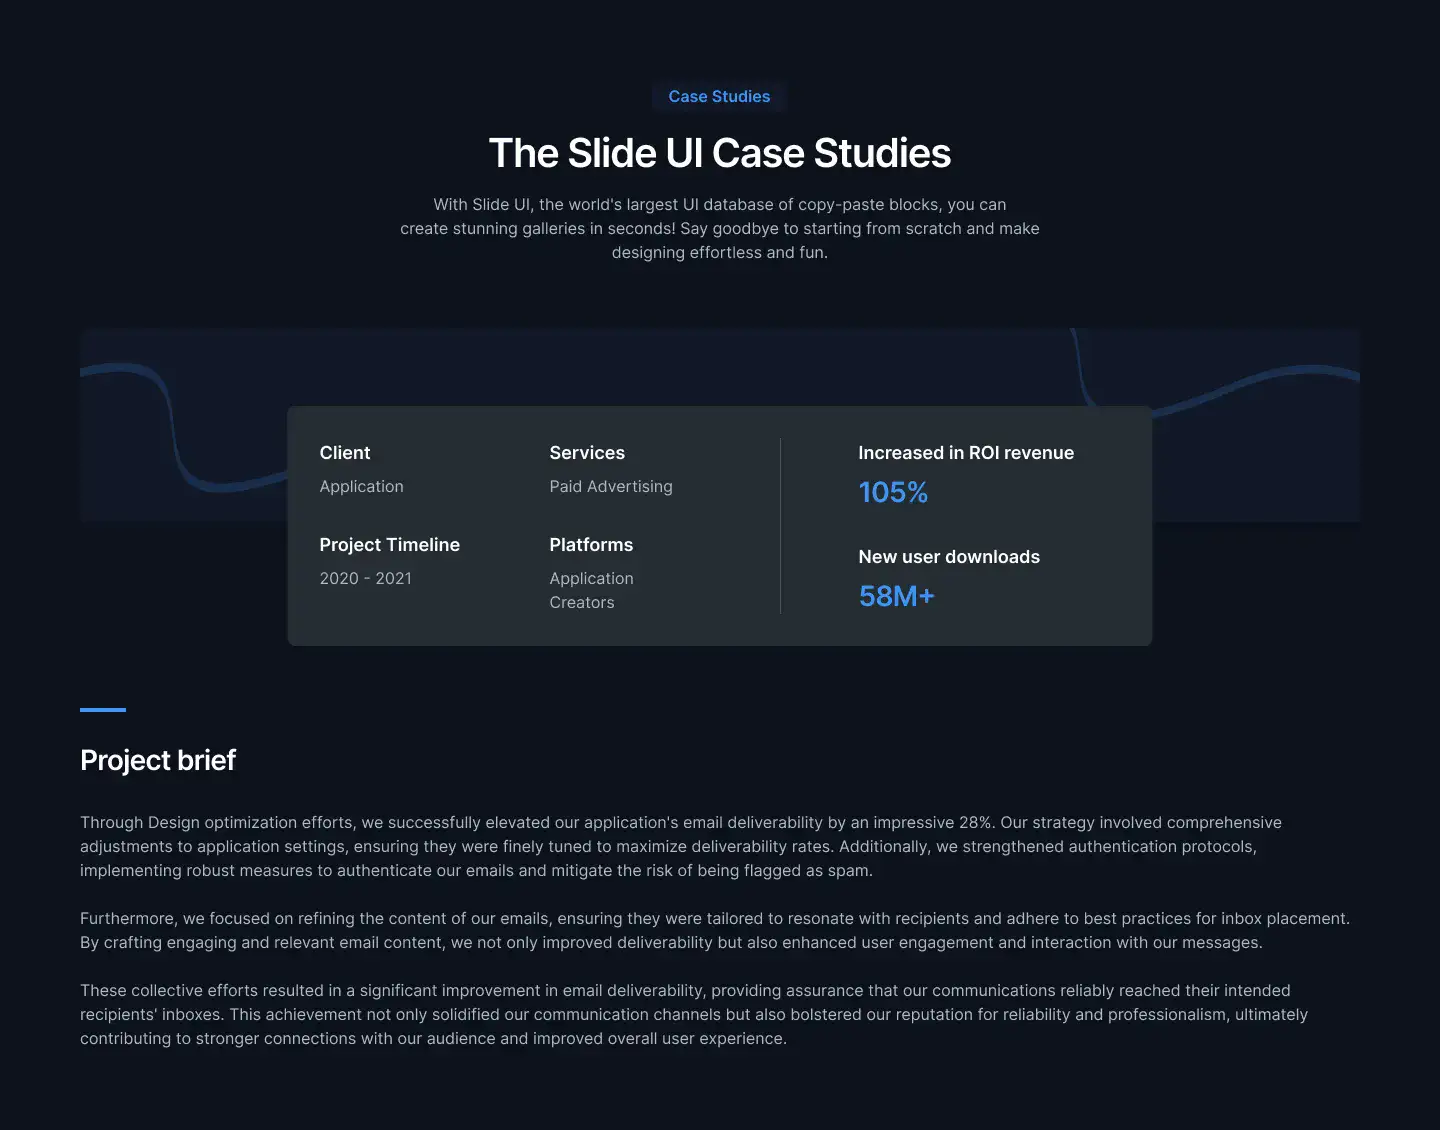 Case Studies
The Slide UI Case Studies
With Slide UI, the world's largest UI database of copy-paste blocks, you can
create stunning galleries in seconds! Say goodbye to starting from scratch and make
designing effortless and fun.
Client
Application
Services
Paid Advertising
Project Timeline
2020 - 2021
Platforms
Application
Creators
Increased in ROI revenue
105%
New user downloads
58M+
Project brief
Through Design optimization efforts, we successfully elevated our application's email deliverability by an impressive 28%. Our strategy involved comprehensive
adjustments to application settings, ensuring they were finely tuned to maximize deliverability rates. Additionally, we strengthened authentication protocols,
implementing robust measures to authenticate our emails and mitigate the risk of being flagged as spam.
Furthermore, we focused on refining the content of our emails, ensuring they were tailored to resonate with recipients and adhere to best practices for inbox placement.
By crafting engaging and relevant email content, we not only improved deliverability but also enhanced user engagement and interaction with our messages.
These collective efforts resulted in a significant improvement in email deliverability, providing assurance that our communications reliably reached their intended
recipients' inboxes. This achievement not only solidified our communication channels but also bolstered our reputation for reliability and professionalism, ultimately
contributing to stronger connections with our audience and improved overall user experience.